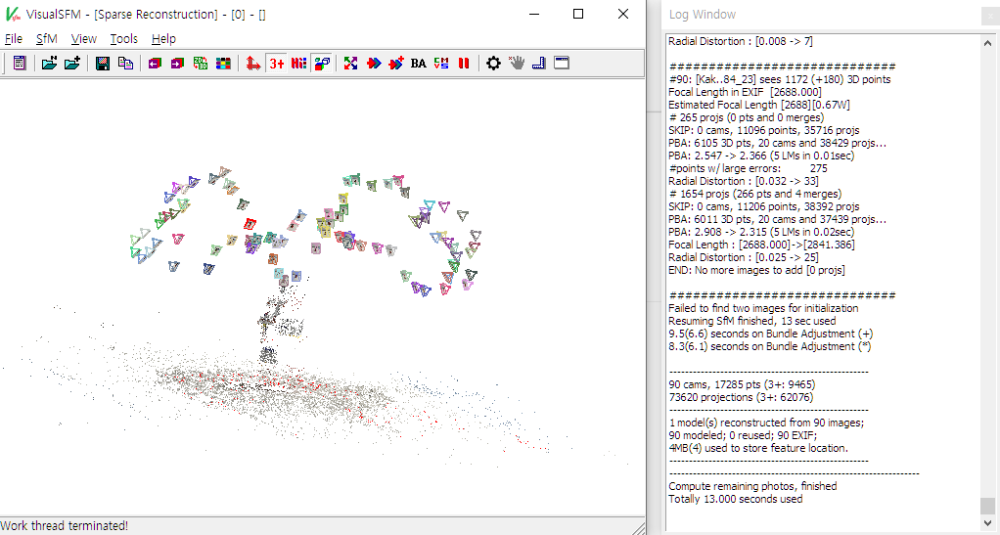 VisualSFM - [Sparse Reconstruction] - [0] - []
File SfM View Tools Help
3+
BA
Work thread terminated!
Log Window
Radial Distortion : [0.008 -> 7]
#############################
#90: [Kak..84_23] sees 1172 (+180) 3D points
Focal Length in EXIF [2688.000]
Estimated Focal Length [2688][0.67W]
# 265 projs (0 pts and 0 merges)
SKIP: 0 cams, 11096 points, 35716 projs
PBA: 6105 3D pts, 20 cams and 38429 projs...
PBA: 2.547 -> 2.366 (5 LMs in 0.01sec)
#points w/ large errors: 275
Radial Distortion : [0.032 -> 33]
# 1654 projs (266 pts and 4 merges)
SKIP: 0 cams, 11206 points, 38392 projs
PBA: 6011 3D pts, 20 cams and 37439 projs...
PBA: 2.908 -> 2.315 (5 LMs in 0.02sec)
Focal Length : [2688.000]->[2841.386]
Radial Distortion : [0.025 -> 25]
END: No more images to add [0 projs]
#############################
Failed to find two images for initialization
Resuming SfM finished, 13 sec used
9.5(6.6) seconds on Bundle Adjustment (+)
8.3(6.1) seconds on Bundle Adjustment (*)
----------------------------------------------------
90 cams, 17285 pts (3+: 9465)
73620 projections (3+: 62076)
----------------------------------------------------
1 model(s) reconstructed from 90 images;
90 modeled; 0 reused; 90 EXIF;
4MB(4) used to store feature location.
----------------------------------------------------
-----------------------------------------------------------------
Compute remaining photos, finished
Totally 13.000 seconds used